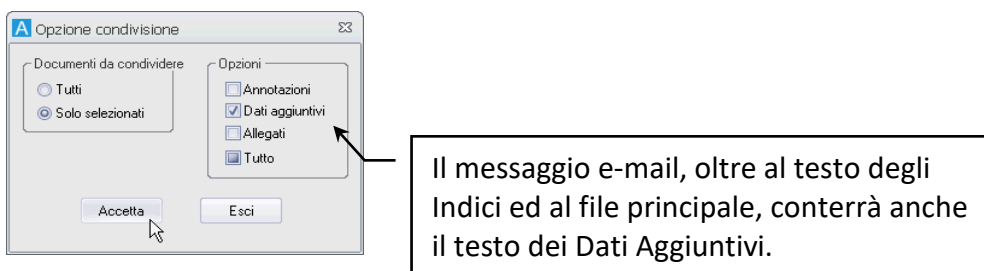 A Opzione condivisione
Documenti da condividere
Tutti
Solo selezionati
Opzioni
Annotazioni
Dati aggiuntivi
Allegati
Tutto
Accetta
Esci
Il messaggio e-mail, oltre al testo degli
Indici ed al file principale, conterrà anche
il testo dei Dati Aggiuntivi.